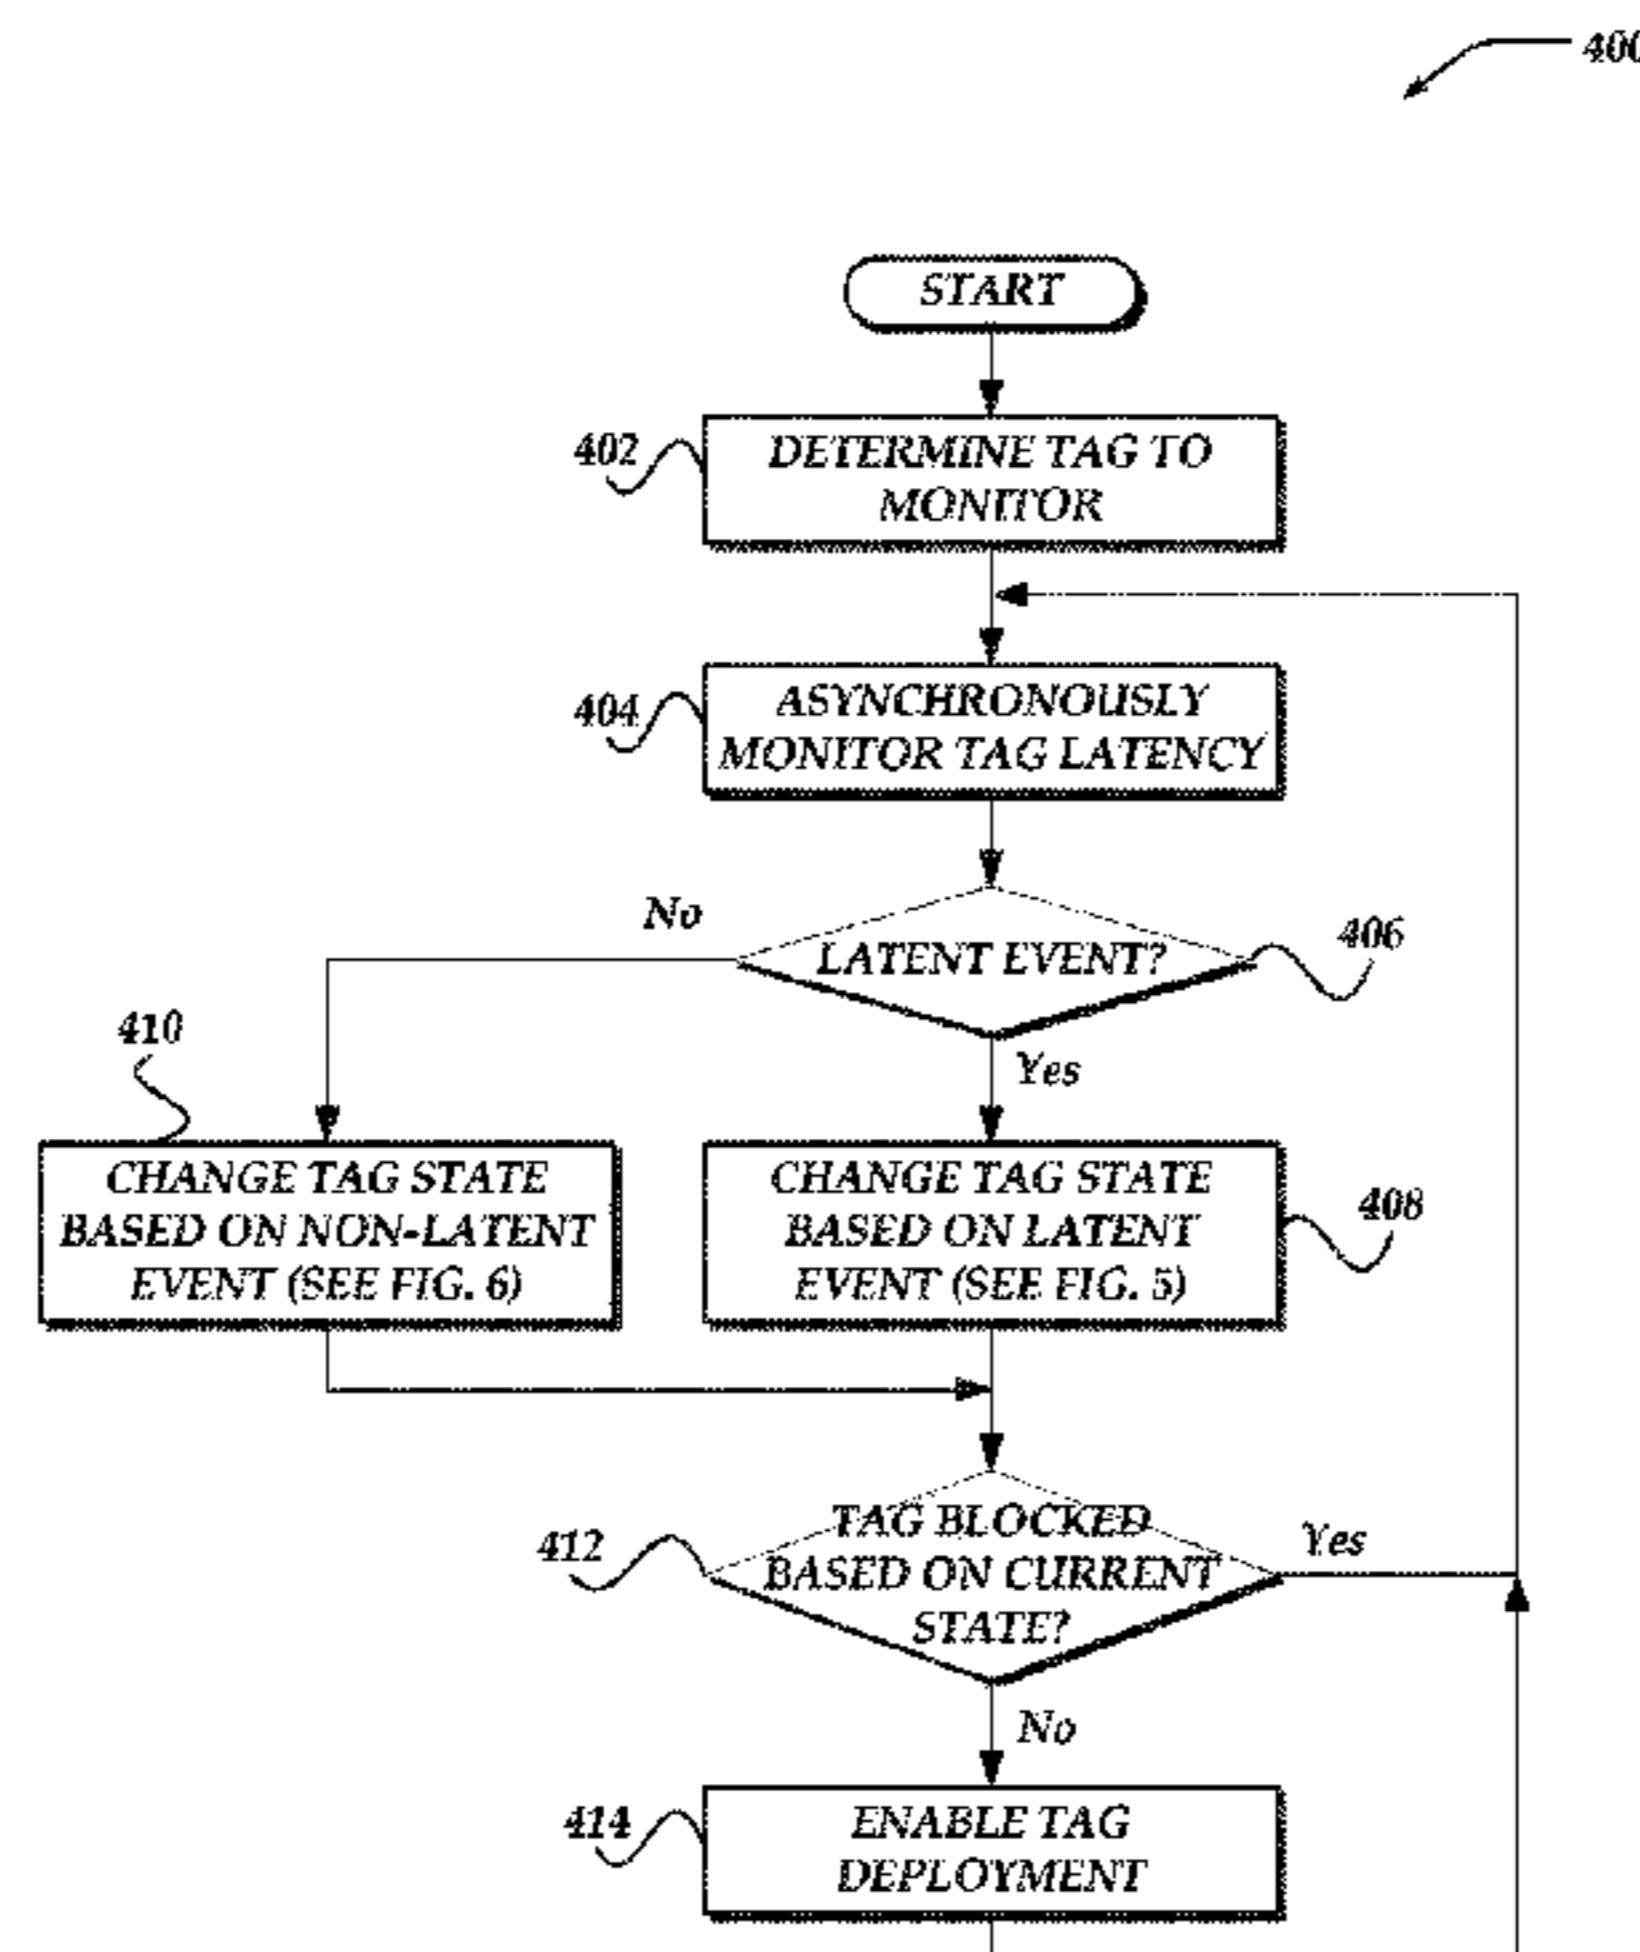 400
START
402
DETERMINE TAG TO
MONITOR
404
ASYNCHRONOUSLY
MONITOR TAG LATENCY
No
LATENT EVENT?
406
Yes
410
CHANGE TAG STATE
BASED ON NON-LATENT
EVENT (SEE FIG. 6)
CHANGE TAG STATE
BASED ON LATENT
EVENT (SEE FIG. 5)
408
412
TAG BLOCKED
BASED ON CURRENT
STATE?
Yes
No
414
ENABLE TAG
DEPLOYMENT